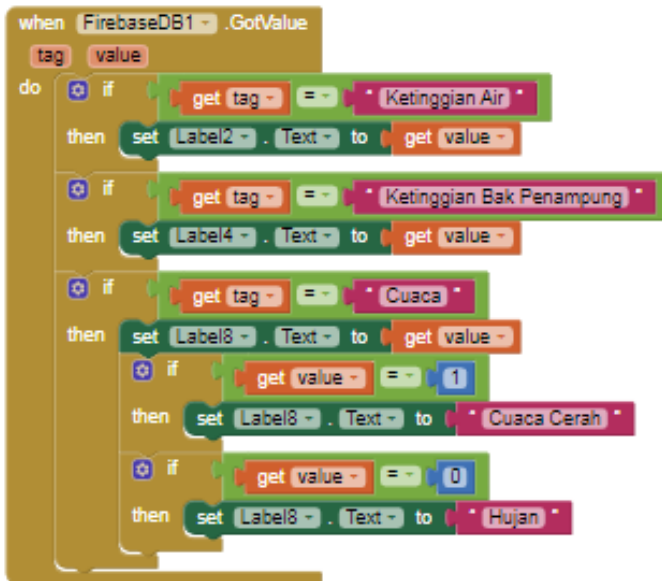 when FirebaseDB1 .GotValue
tag value
do if get tag = " Ketinggian Air "
then set Label2 . Text to get value
if get tag = " Ketinggian Bak Penampung "
then set Label4 . Text to get value
if get tag = " Cuaca "
then set Label8 . Text to get value
if get value = 1
then set Label8 . Text to " Cuaca Cerah "
if get value = 0
then set Label8 . Text to " Hujan "